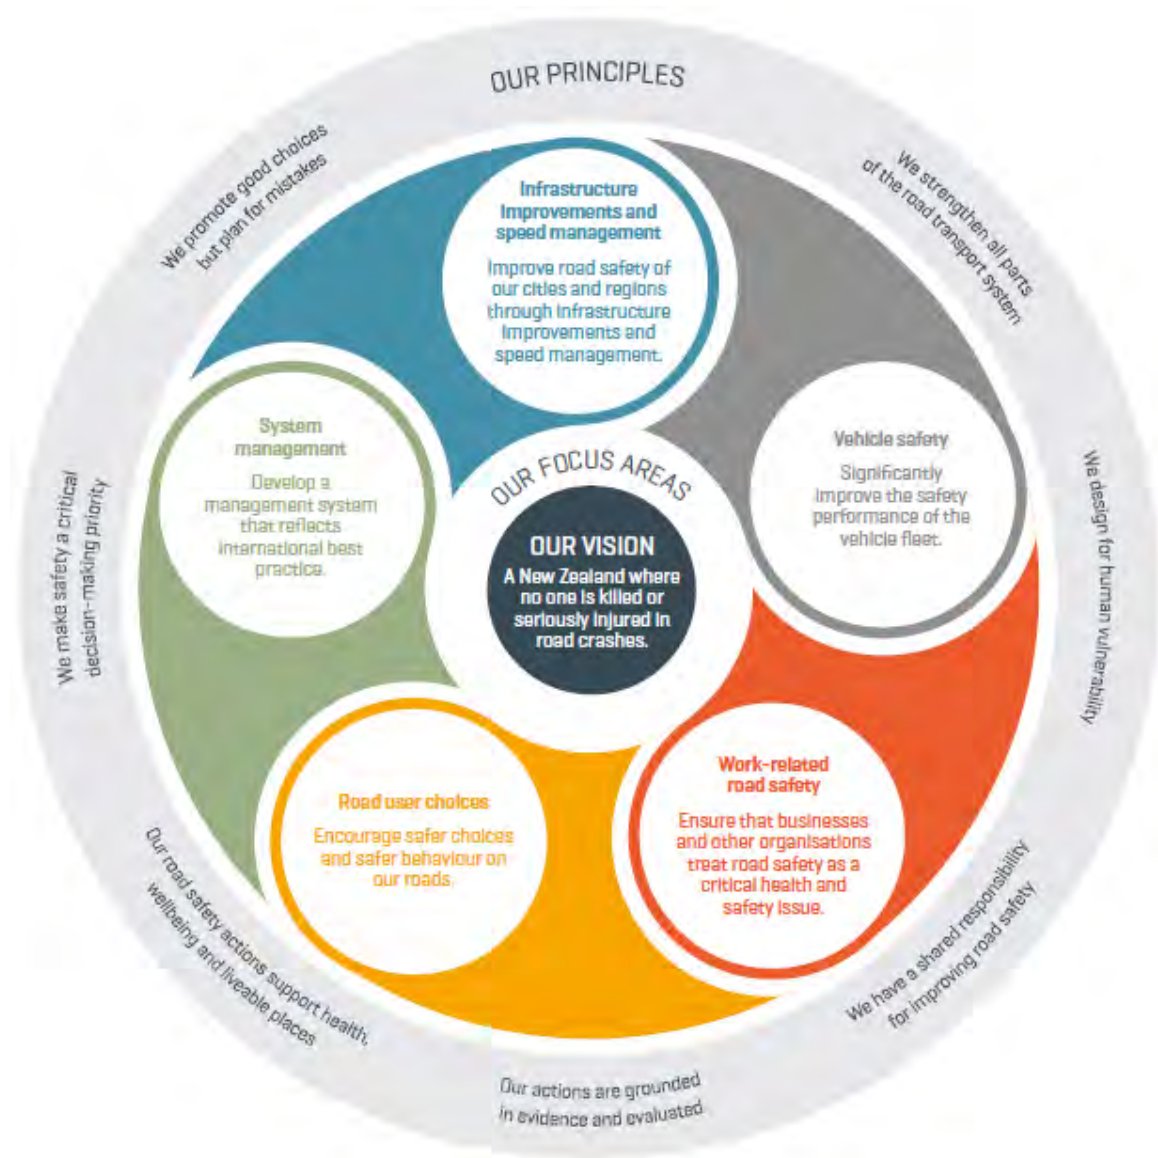 OUR PRINCIPLES
We promote good choices
but plan for mistakes
We strengthen all parts
of the road transport system
We design for human vulnerability
We have a shared responsibility
for improving road safety
Our actions are grounded
in evidence and evaluated
Our road safety actions support health,
wellbeing and liveable places
We make safety a critical
decision-making priority
Infrastructure
improvements and
speed management
Improve road safety of
our cities and regions
through infrastructure
improvements and
speed management.
Vehicle safety
Significantly
improve the safety
performance of the
vehicle fleet.
Work-related
road safety
Ensure that businesses
and other organisations
treat road safety as a
critical health and
safety issue.
Road user choices
Encourage safer choices
and safer behaviour on
our roads.
System
management
Develop a
management system
that reflects
international best
practice.
OUR FOCUS AREAS
OUR VISION
A New Zealand where
no one is killed or
seriously injured in
road crashes.